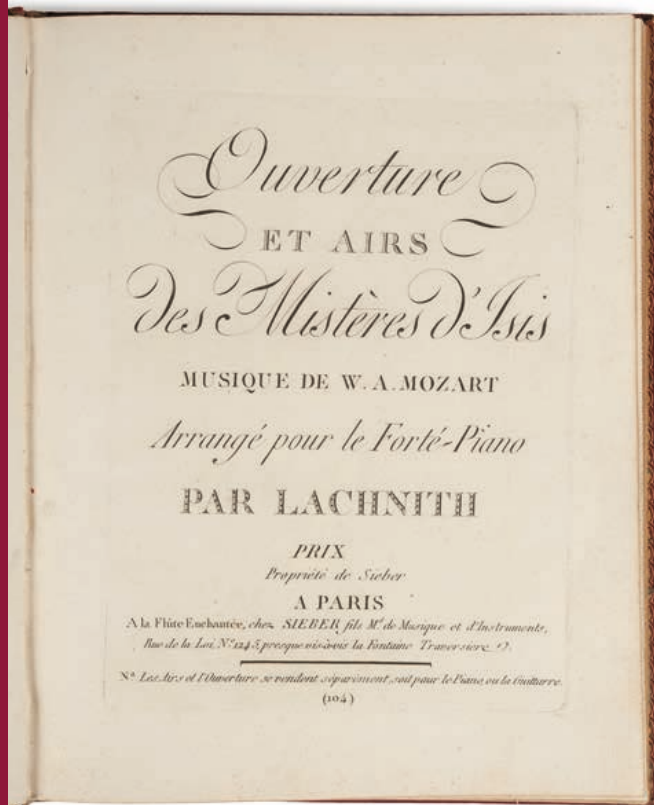 Ouverture
ET AIRS
des Mistères d'Isis
MUSIQUE DE W. A. MOZART
Arrangé pour le Forté-Piano
PAR LACHNITH
PRIX
Propriété de Sieber
A PARIS
A la Flûte Enchantée, chez SIEBER fils Md. de Musique et d'Instruments,
Rue de la Loi, No. 1245, presque vis-à-vis la Fontaine Traversiere
Na. Les Airs et l'Ouverture se vendent séparément, soit pour le Piano, ou la Guittarre.
(104)